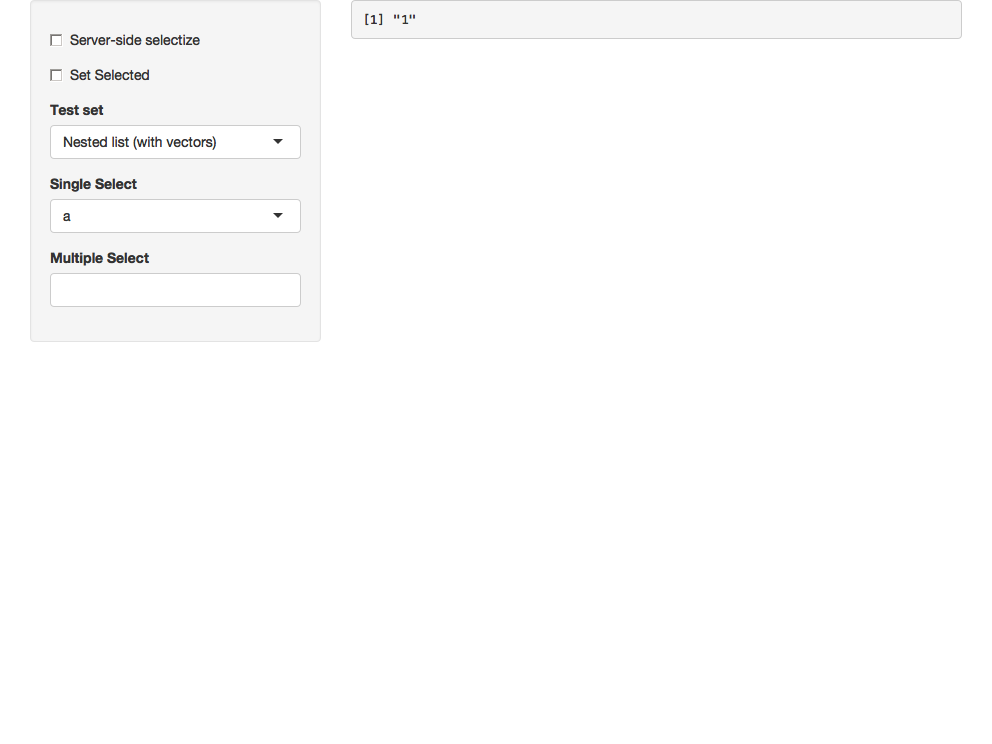 Server-side selectize
Set Selected
Test set
Nested list (with vectors)
Single Select
a
Multiple Select
[1] "1"